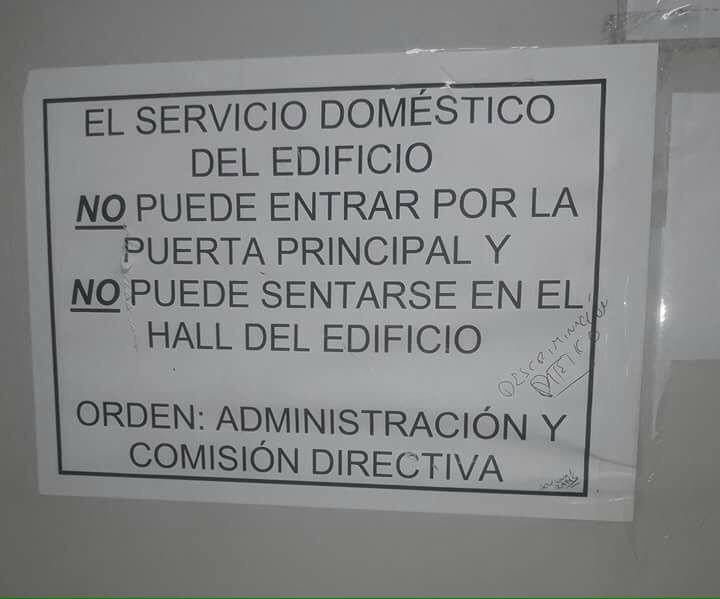 EL SERVICIO DOMÉSTICO
DEL EDIFICIO
NO PUEDE ENTRAR POR LA
PUERTA PRINCIPAL Y
NO PUEDE SENTARSE EN EL
HALL DEL EDIFICIO
ORDEN: ADMINISTRACIÓN Y
COMISIÓN DIRECTIVA